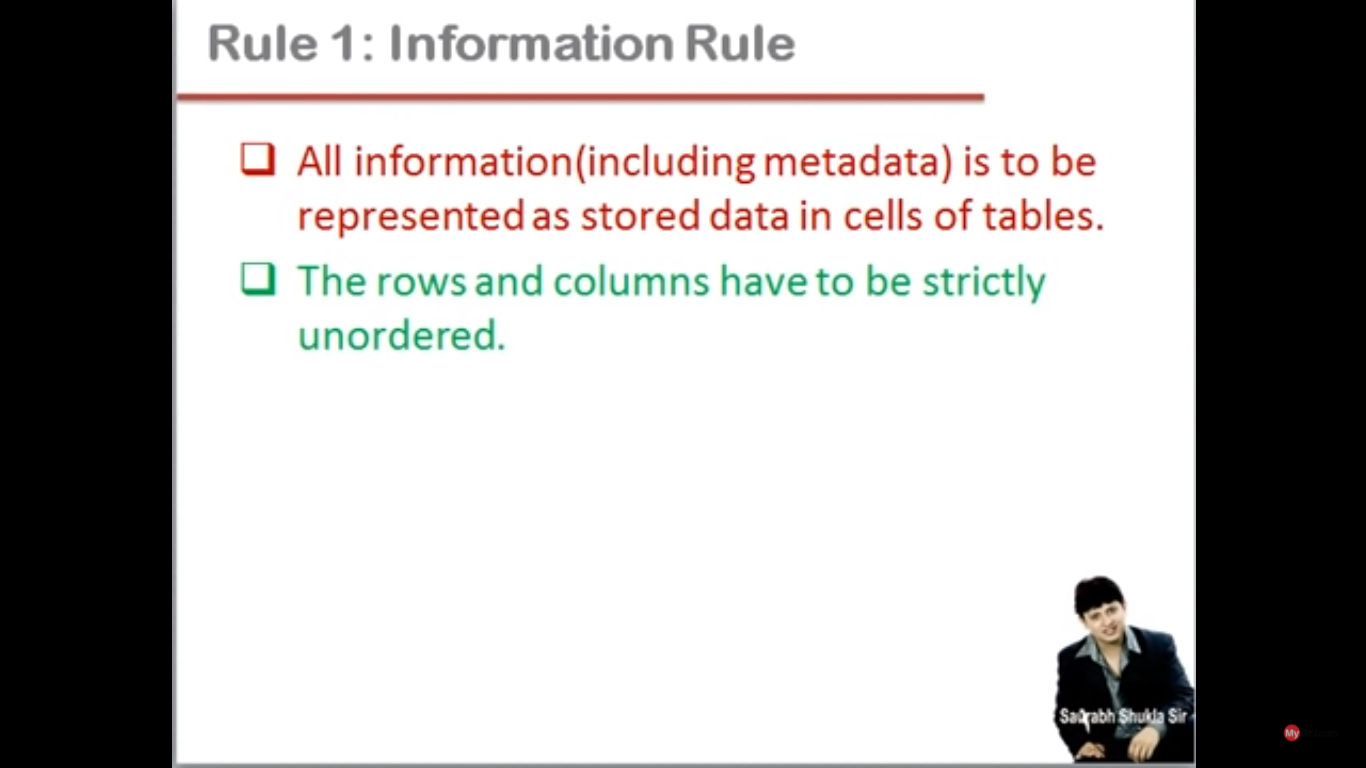 Rule 1: Information Rule
All information(including metadata) is to be
represented as stored data in cells of tables.
The rows and columns have to be strictly
unordered.
Saurabh Shukla Sir
My